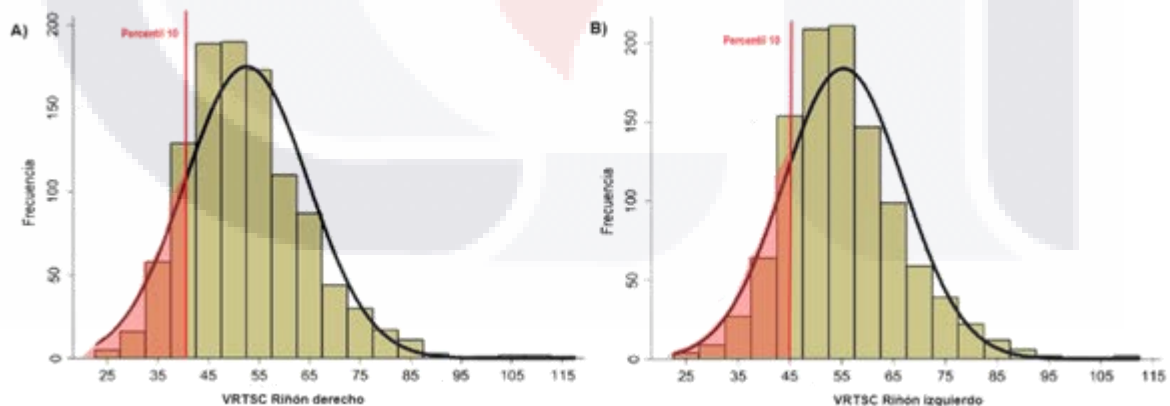 A)
Percentil 10
200
150
100
50
0
Frecuencia
25 35 45 55 65 75 85 95 105 115
VRTSC Riñón derecho
B)
Percentil 10
200
150
100
50
0
Frecuencia
25 35 45 55 65 75 85 95 105 115
VRTSC Riñón izquierdo